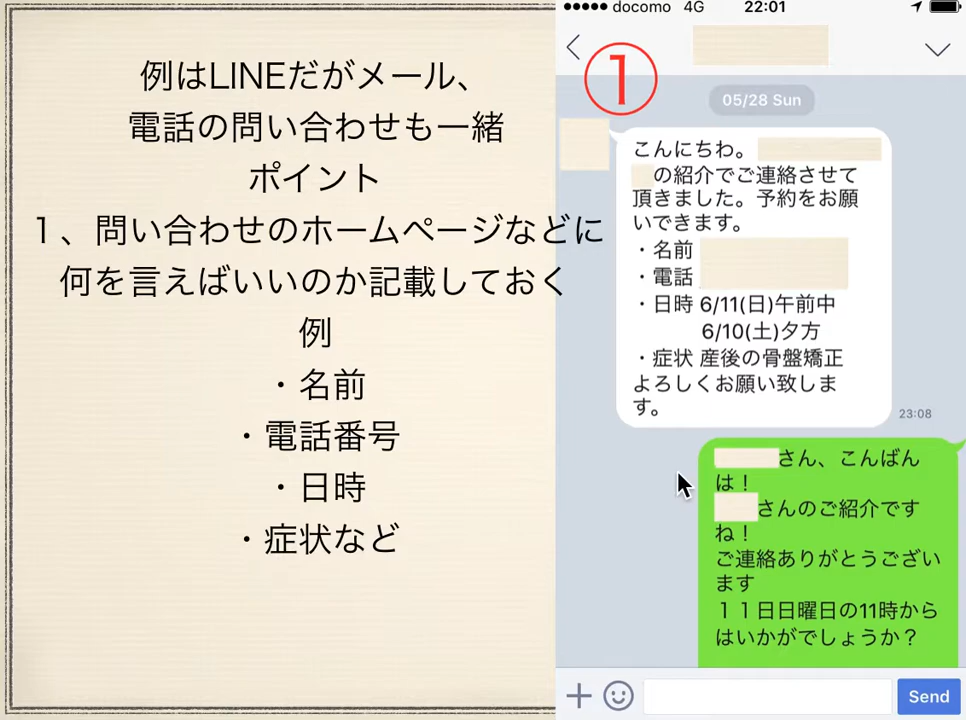 例はLINEだがメール、
電話の問い合わせも一緒
ポイント
１、問い合わせのホームページなどに
何を言えばいいのか記載しておく
例
・名前
・電話番号
・日時
・症状など
●●●●● docomo 4G 22:01
①
05/28 Sun
こんにちわ。
の紹介でご連絡させて
頂きました。予約をお願
いできます。
・名前
・電話
・日時 6/11(日)午前中
6/10(土)夕方
・症状 産後の骨盤矯正
よろしくお願い致しま
す。
23:08
さん、こんばん
は！
さんのご紹介です
ね！
ご連絡ありがとうござい
ます
１１日日曜日の11時から
はいかがでしょうか？
Send